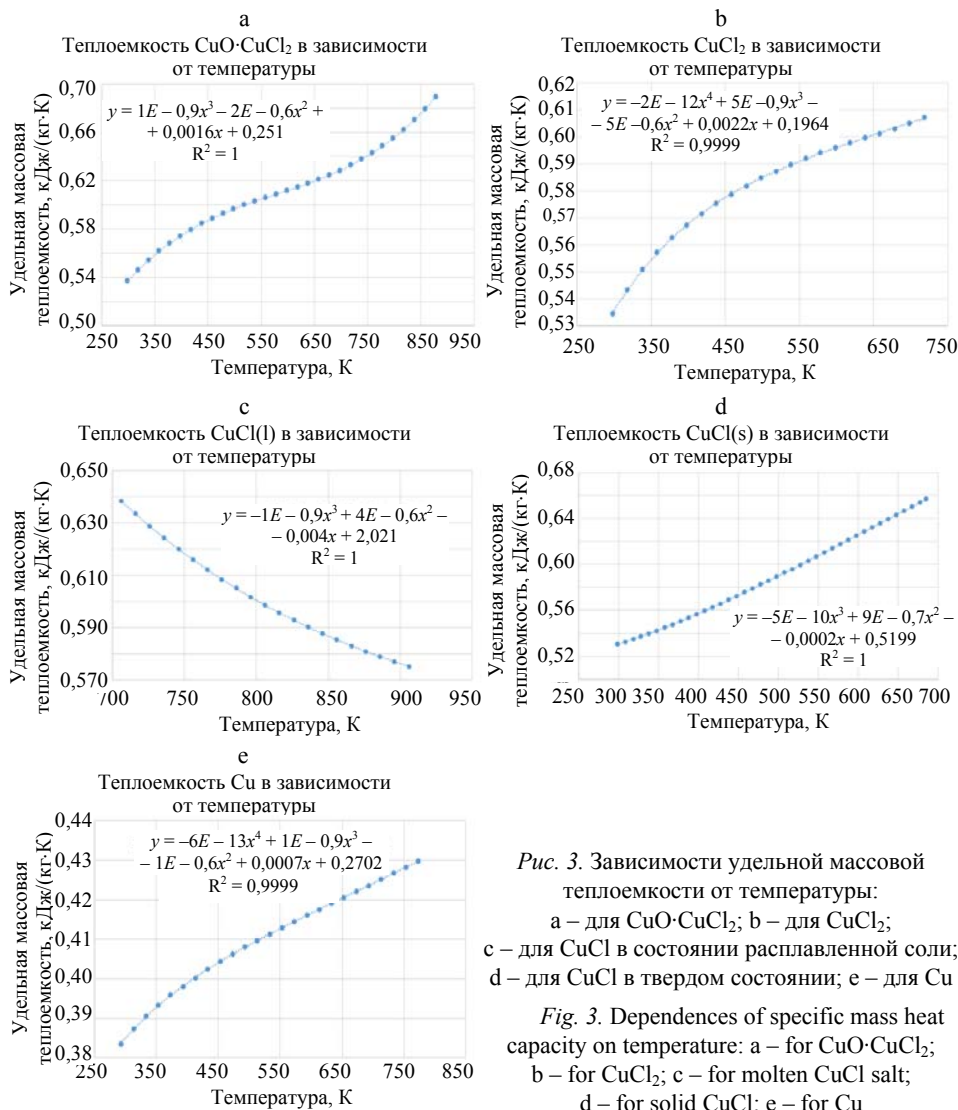 a
Теплоемкость CuO·CuCl₂ в зависимости
от температуры
Удельная массовая
теплоемкость, кДж/(кг·К)
0,70
0,66
0,62
0,58
0,54
0,50
y = 1E – 0,9x³ – 2E – 0,6x² +
+ 0,0016x + 0,251
R² = 1
250 350 450 550 650 750 850 950
Температура, К
b
Теплоемкость CuCl₂ в зависимости
от температуры
Удельная массовая
теплоемкость, кДж/(кг·К)
0,62
0,61
0,60
0,59
0,58
0,57
0,56
0,55
0,54
0,53
y = –2E – 12x⁴ + 5E –0,9x³ –
– 5E –0,6x² + 0,0022x + 0,1964
R² = 0,9999
250 350 450 550 650 750
Температура, К
c
Теплоемкость CuCl(l) в зависимости
от температуры
Удельная массовая
теплоемкость, кДж/(кг·К)
0,650
0,630
0,610
0,590
0,570
y = –1E – 0,9x³ + 4E – 0,6x² –
– 0,004x + 2,021
R² = 1
700 750 800 850 900 950
Температура, К
d
Теплоемкость CuCl(s) в зависимости
от температуры
Удельная массовая
теплоемкость, кДж/(кг·К)
0,68
0,64
0,60
0,56
0,52
y = –5E – 10x³ + 9E – 0,7x² –
– 0,0002x + 0,5199
R² = 1
250 300 350 400 450 500 550 600 650 700
Температура, К
e
Теплоемкость Cu в зависимости
от температуры
Удельная массовая
теплоемкость, кДж/(кг·К)
0,44
0,43
0,42
0,41
0,40
0,39
0,38
y = –6E – 13x⁴ + 1E – 0,9x³ –
– 1E – 0,6x² + 0,0007x + 0,2702
R² = 0,9999
250 350 450 550 650 750 850
Температура, К
Рис. 3. Зависимости удельной массовой
теплоемкости от температуры:
a – для CuO·CuCl₂; b – для CuCl₂;
c – для CuCl в состоянии расплавленной соли;
d – для CuCl в твердом состоянии; e – для Cu
Fig. 3. Dependences of specific mass heat
capacity on temperature: a – for CuO·CuCl₂;
b – for CuCl₂; c – for molten CuCl salt;
d – for solid CuCl; e – for Cu